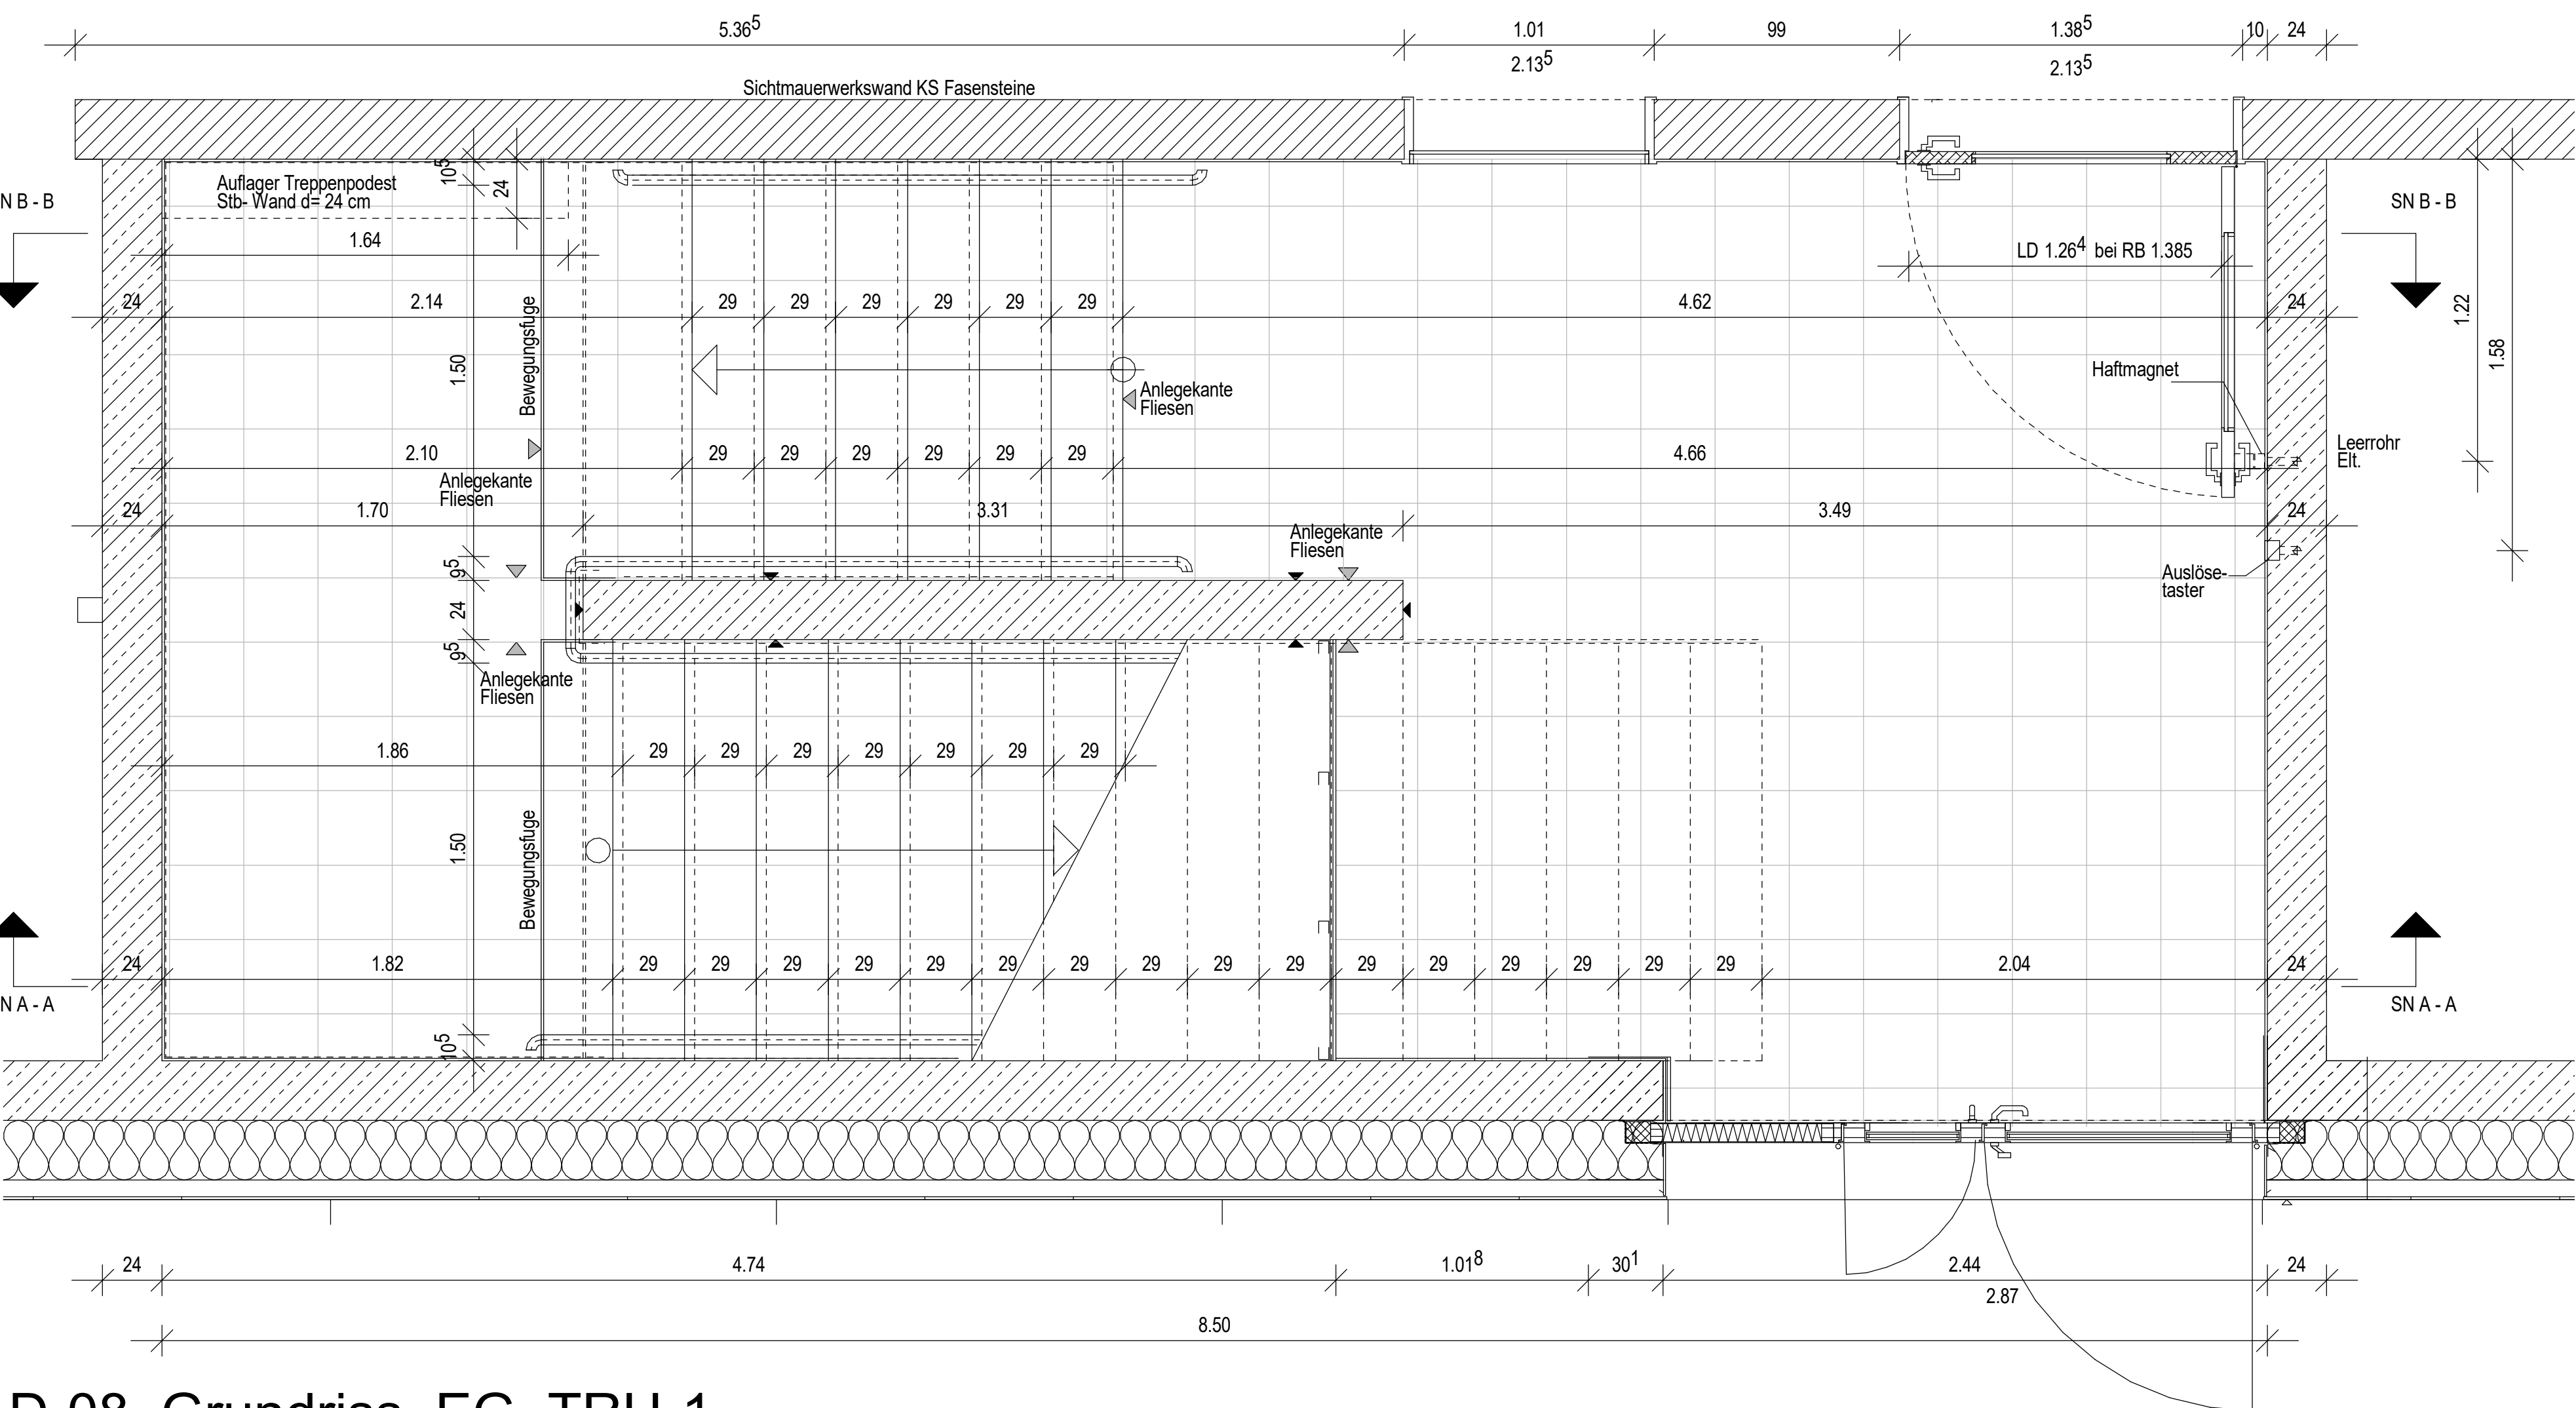 5.36⁵ 1.01 99 1.38⁵ 10 24
2.13⁵ 2.13⁵
Sichtmauerwerkswand KS Fasensteine
10⁵
24
Auflager Treppenpodest
Stb- Wand d= 24 cm
N B - B
SN B - B
1.64
LD 1.26⁴ bei RB 1.385
24 2.14 29 29 29 29 29 29 4.62 24
Bewegungsfuge
1.50
1.22
1.58
Haftmagnet
Anlegekante
Fliesen
2.10 29 29 29 29 29 29 4.66
Leerrohr
Elt.
Anlegekante
Fliesen
24 1.70 3.31 3.49 24
Anlegekante
Fliesen
9⁵
24
9⁵
Auslöse-
taster
Anlegekante
Fliesen
1.86 29 29 29 29 29 29 29
1.50
Bewegungsfuge
24 1.82 29 29 29 29 29 29 29 29 29 29 29 29 29 29 29 29 2.04 24
N A - A
SN A - A
10⁵
24 4.74 1.01⁸ 30¹ 2.44 24
2.87
8.50
D-08 Grundriss EG TRH 1